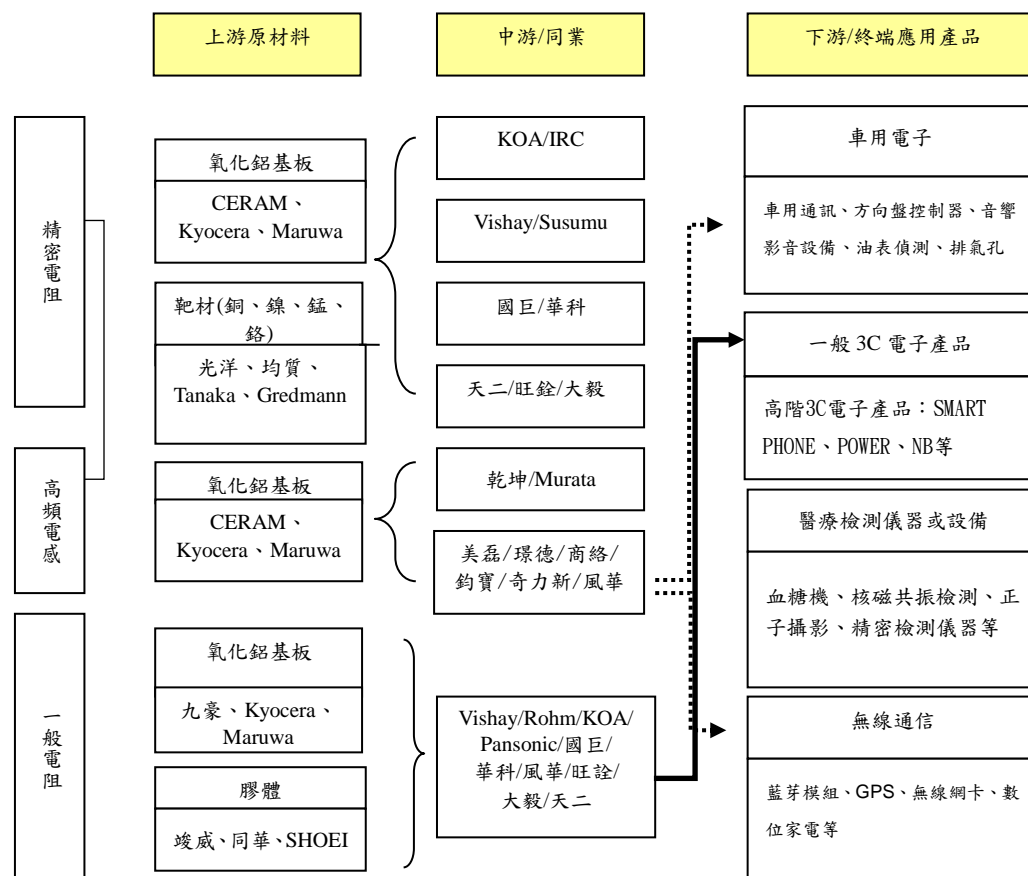 上游原材料
中游/同業
下游/終端應用產品
精密電阻
氧化鋁基板
CERAM、
Kyocera、Maruwa
靶材(銅、鎳、錳、
鉻)
光洋、均質、
Tanaka、Gredmann
KOA/IRC
Vishay/Susumu
國巨/華科
天二/旺銓/大毅
高頻電感
氧化鋁基板
CERAM、
Kyocera、Maruwa
乾坤/Murata
美磊/璟德/商絡/
鈞寶/奇力新/風華
一般電阻
氧化鋁基板
九豪、Kyocera、
Maruwa
膠體
竣威、同華、SHOEI
Vishay/Rohm/KOA/
Pansonic/國巨/
華科/風華/旺詮/
大毅/天二
車用電子
車用通訊、方向盤控制器、音響
影音設備、油表偵測、排氣孔
一般 3C 電子產品
高階3C電子產品：SMART
PHONE、POWER、NB等
醫療檢測儀器或設備
血糖機、核磁共振檢測、正
子攝影、精密檢測儀器等
無線通信
藍芽模組、GPS、無線網卡、數
位家電等